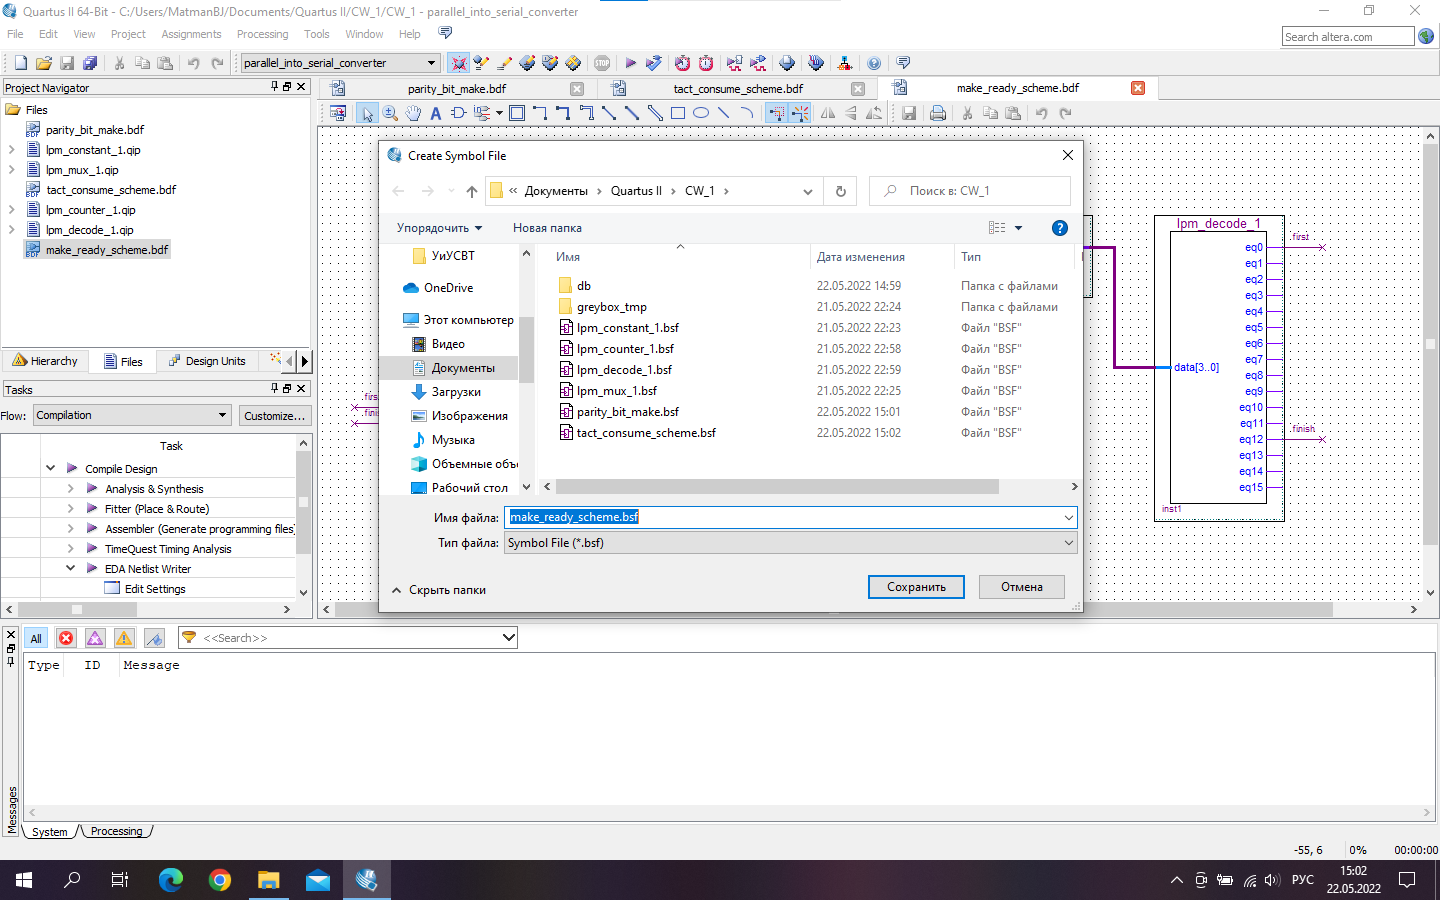 Quartus II 64-Bit - C:/Users/MatmanBJ/Documents/Quartus II/CW_1/CW_1 - parallel_into_serial_converter
File Edit View Project Assignments Processing Tools Window Help
Search altera.com
parallel_into_serial_converter
STOP
Project Navigator
parity_bit_make.bdf
tact_consume_scheme.bdf
make_ready_scheme.bdf
Files
parity_bit_make.bdf
lpm_constant_1.qip
lpm_mux_1.qip
tact_consume_scheme.bdf
lpm_counter_1.qip
lpm_decode_1.qip
make_ready_scheme.bdf
Hierarchy Files Design Units
Tasks
Flow: Compilation Customize...
Task
Compile Design
Analysis & Synthesis
Fitter (Place & Route)
Assembler (Generate programming files)
TimeQuest Timing Analysis
EDA Netlist Writer
Edit Settings
Create Symbol File
« Документы > Quartus II > CW_1 >
Поиск в: CW_1
Упорядочить Новая папка
УиУСВТ
OneDrive
Этот компьютер
Видео
Документы
Загрузки
Изображения
Музыка
Объемные объ
Рабочий стол
Имя Дата изменения Тип
db 22.05.2022 14:59 Папка с файлами
greybox_tmp 21.05.2022 22:24 Папка с файлами
lpm_constant_1.bsf 21.05.2022 22:23 Файл "BSF"
lpm_counter_1.bsf 21.05.2022 22:58 Файл "BSF"
lpm_decode_1.bsf 21.05.2022 22:59 Файл "BSF"
lpm_mux_1.bsf 21.05.2022 22:25 Файл "BSF"
parity_bit_make.bsf 22.05.2022 15:01 Файл "BSF"
tact_consume_scheme.bsf 22.05.2022 15:02 Файл "BSF"
Имя файла: make_ready_scheme.bsf
Тип файла: Symbol File (*.bsf)
Скрыть папки
Сохранить Отмена
lpm_decode_1
eq0
eq1
eq2
eq3
eq4
eq5
eq6
eq7
data[3..0]
eq8
eq9
eq10
eq11
eq12
eq13
eq14
eq15
inst1
first
finish
All
<<Search>>
Type ID Message
Messages
System Processing
-55, 6 0% 00:00:00
РУС
15:02
22.05.2022